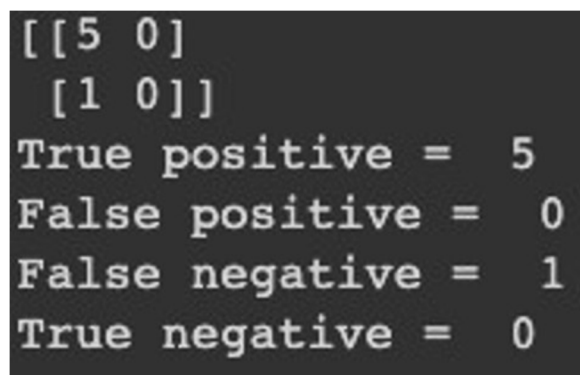 [[5 0]
 [1 0]]
True positive =  5
False positive =  0
False negative =  1
True negative =  0